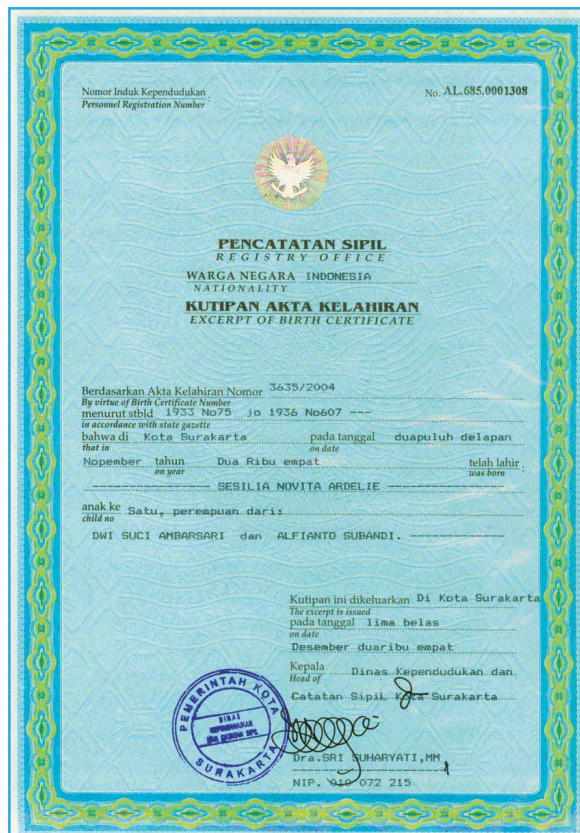 Nomor Induk Kependudukan :
Personnel Registration Number
No. AL.685.0001308
PENCATATAN SIPIL
REGISTRY OFFICE
WARGA NEGARA INDONESIA
NATIONALITY
KUTIPAN AKTA KELAHIRAN
EXCERPT OF BIRTH CERTIFICATE
Berdasarkan Akta Kelahiran Nomor 3635/2004
By virtue of Birth Certificate Number
menurut stbld 1933 No75 jo 1936 No607 ---
in accordance with state gazette
bahwa di Kota Surakarta pada tanggal duapuluh delapan
that in on date
Nopember tahun Dua Ribu empat telah lahir :
on year was born
---------------- SESILIA NOVITA ARDELIE ----------------
anak ke Satu, perempuan dari:
child no
DWI SUCI AMBARSARI dan ALFIANTO SUBANDI. -------------
Kutipan ini dikeluarkan Di Kota Surakarta
The excerpt is issued
pada tanggal lima belas
on date
Desember duaribu empat
Kepala Dinas Kependudukan dan
Head of
Catatan Sipil Kota Surakarta
PEMERINTAH KOTA
DINAS
KEPENDUDUKAN
DAN CATATAN SIPIL
SURAKARTA
Dra.SRI SUHARYATI,MM
NIP. 010 072 215